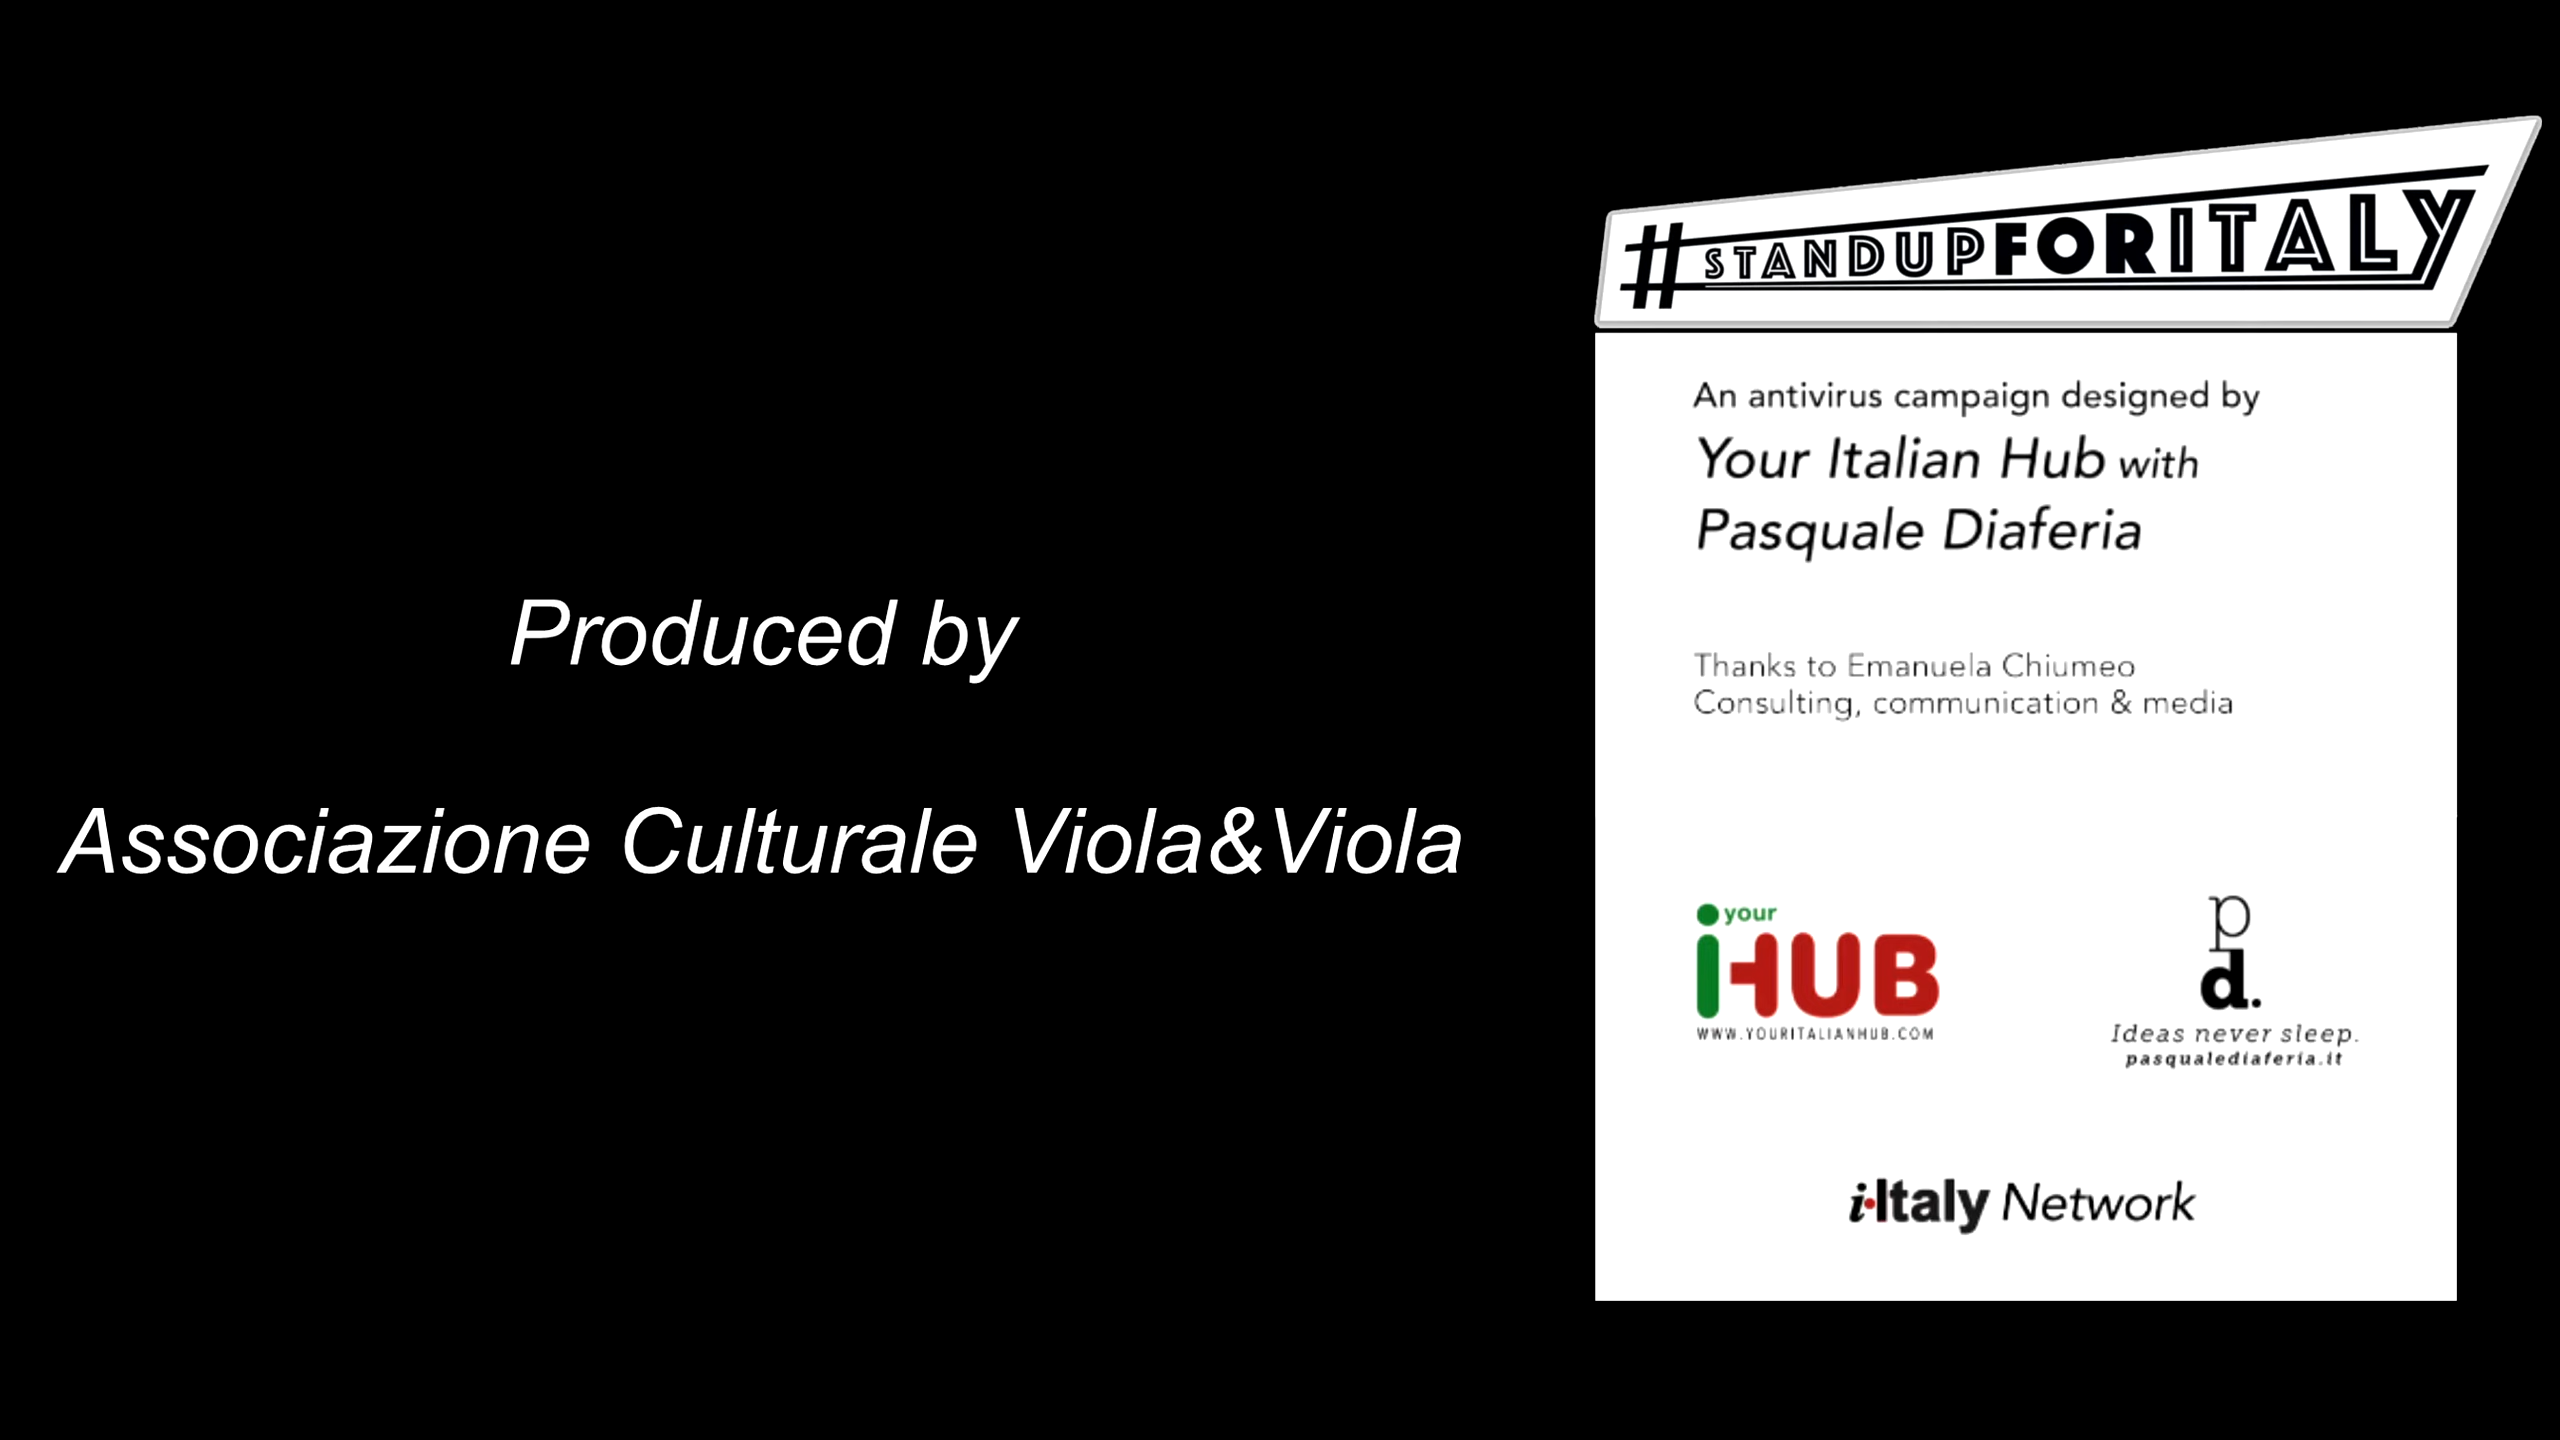 Produced by
Associazione Culturale Viola&Viola
#STANDUPFORITALY
An antivirus campaign designed by
Your Italian Hub with
Pasquale Diaferia
Thanks to Emanuela Chiumeo
Consulting, communication & media
your
iHUB
WWW.YOURITALIANHUB.COM
p
d.
Ideas never sleep.
pasqualediaferia.it
i•Italy Network